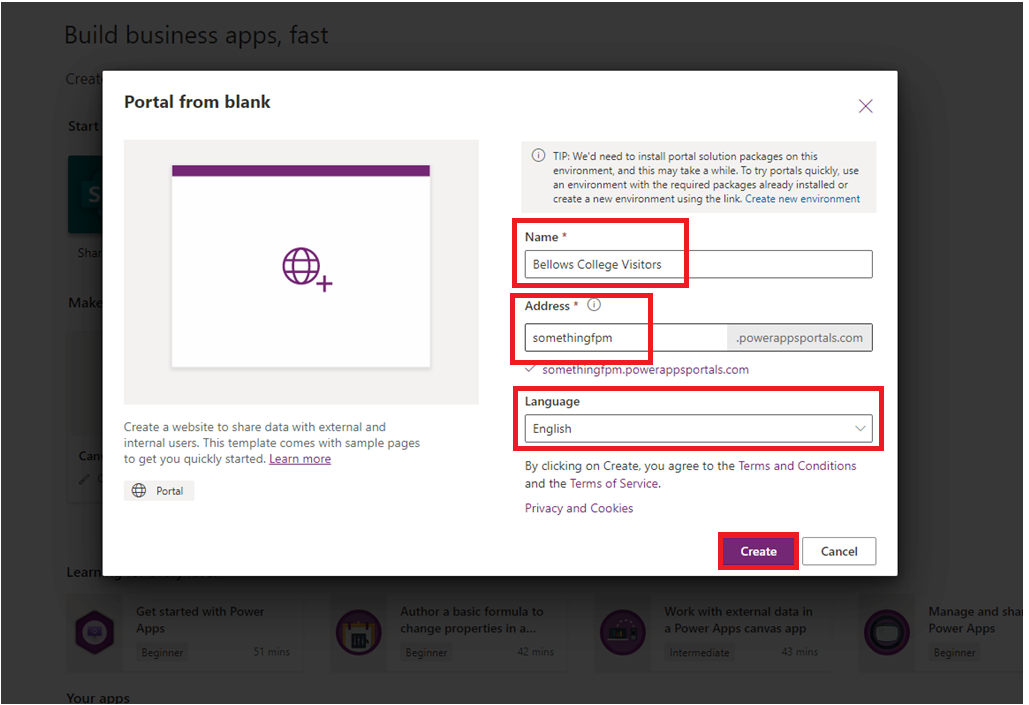 Build business apps, fast
Start
Make
Portal from blank
TIP: We'd need to install portal solution packages on this
environment, and this may take a while. To try portals quickly, use
an environment with the required packages already installed or
create a new environment using the link. Create new environment
Name *
Bellows College Visitors
Address *
somethingfpm
.powerappsportals.com
somethingfpm.powerappsportals.com
Language
English
Create a website to share data with external and
internal users. This template comes with sample pages
to get you quickly started. Learn more
Portal
By clicking on Create, you agree to the Terms and Conditions
and the Terms of Service.
Privacy and Cookies
Create
Cancel
Get started with Power
Apps
Beginner
51 mins
Author a basic formula to
change properties in a...
Beginner
42 mins
Work with external data in
a Power Apps canvas app
Intermediate
43 mins
Manage and sha
Power Apps
Beginner
Your apps